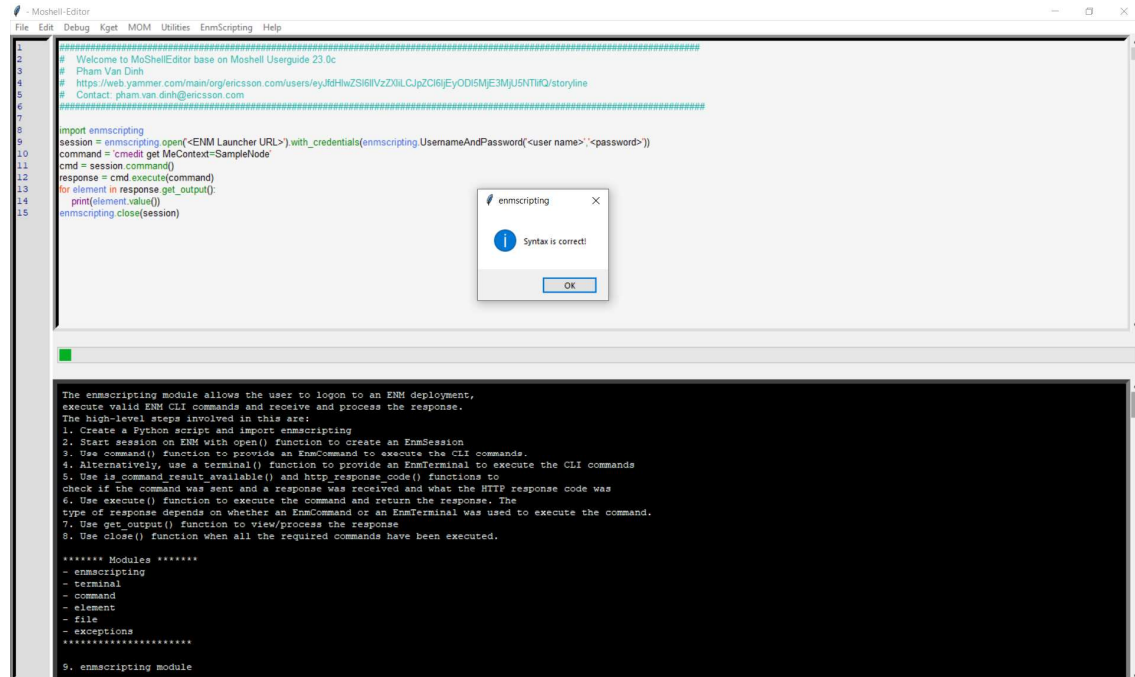 - Moshell-Editor
File Edit Debug Kget MOM Utilities EnmScripting Help
1 ####################################################################################################################
2 # Welcome to MoShellEditor base on Moshell Userguide 23.0c
3 # Pham Van Dinh
4 # https://web.yammer.com/main/org/ericsson.com/users/eyJfdHlwZSI6IlVzZXIiLCJpZCI6IjEyODI5MjE3MjU5NTIifQ/storyline
5 # Contact: pham.van.dinh@ericsson.com
6 #####################################################################################################################
7
8 import enmscripting
9 session = enmscripting.open('<ENM Launcher URL>').with_credentials(enmscripting.UsernameAndPassword('<user name>','<password>'))
10 command = 'cmedit get MeContext=SampleNode'
11 cmd = session.command()
12 response = cmd.execute(command)
13 for element in response.get_output():
14 print(element.value())
15 enmscripting.close(session)
enmscripting
Syntax is correct!
OK
The enmscripting module allows the user to logon to an ENM deployment,
execute valid ENM CLI commands and receive and process the response.
The high-level steps involved in this are:
1. Create a Python script and import enmscripting
2. Start session on ENM with open() function to create an EnmSession
3. Use command() function to provide an EnmCommand to execute the CLI commands.
4. Alternatively, use a terminal() function to provide an EnmTerminal to execute the CLI commands
5. Use is_command_result_available() and http_response_code() functions to
check if the command was sent and a response was received and what the HTTP response code was
6. Use execute() function to execute the command and return the response. The
type of response depends on whether an EnmCommand or an EnmTerminal was used to execute the command.
7. Use get_output() function to view/process the response
8. Use close() function when all the required commands have been executed.
******* Modules *******
- enmscripting
- terminal
- command
- element
- file
- exceptions
**********************
9. enmscripting module